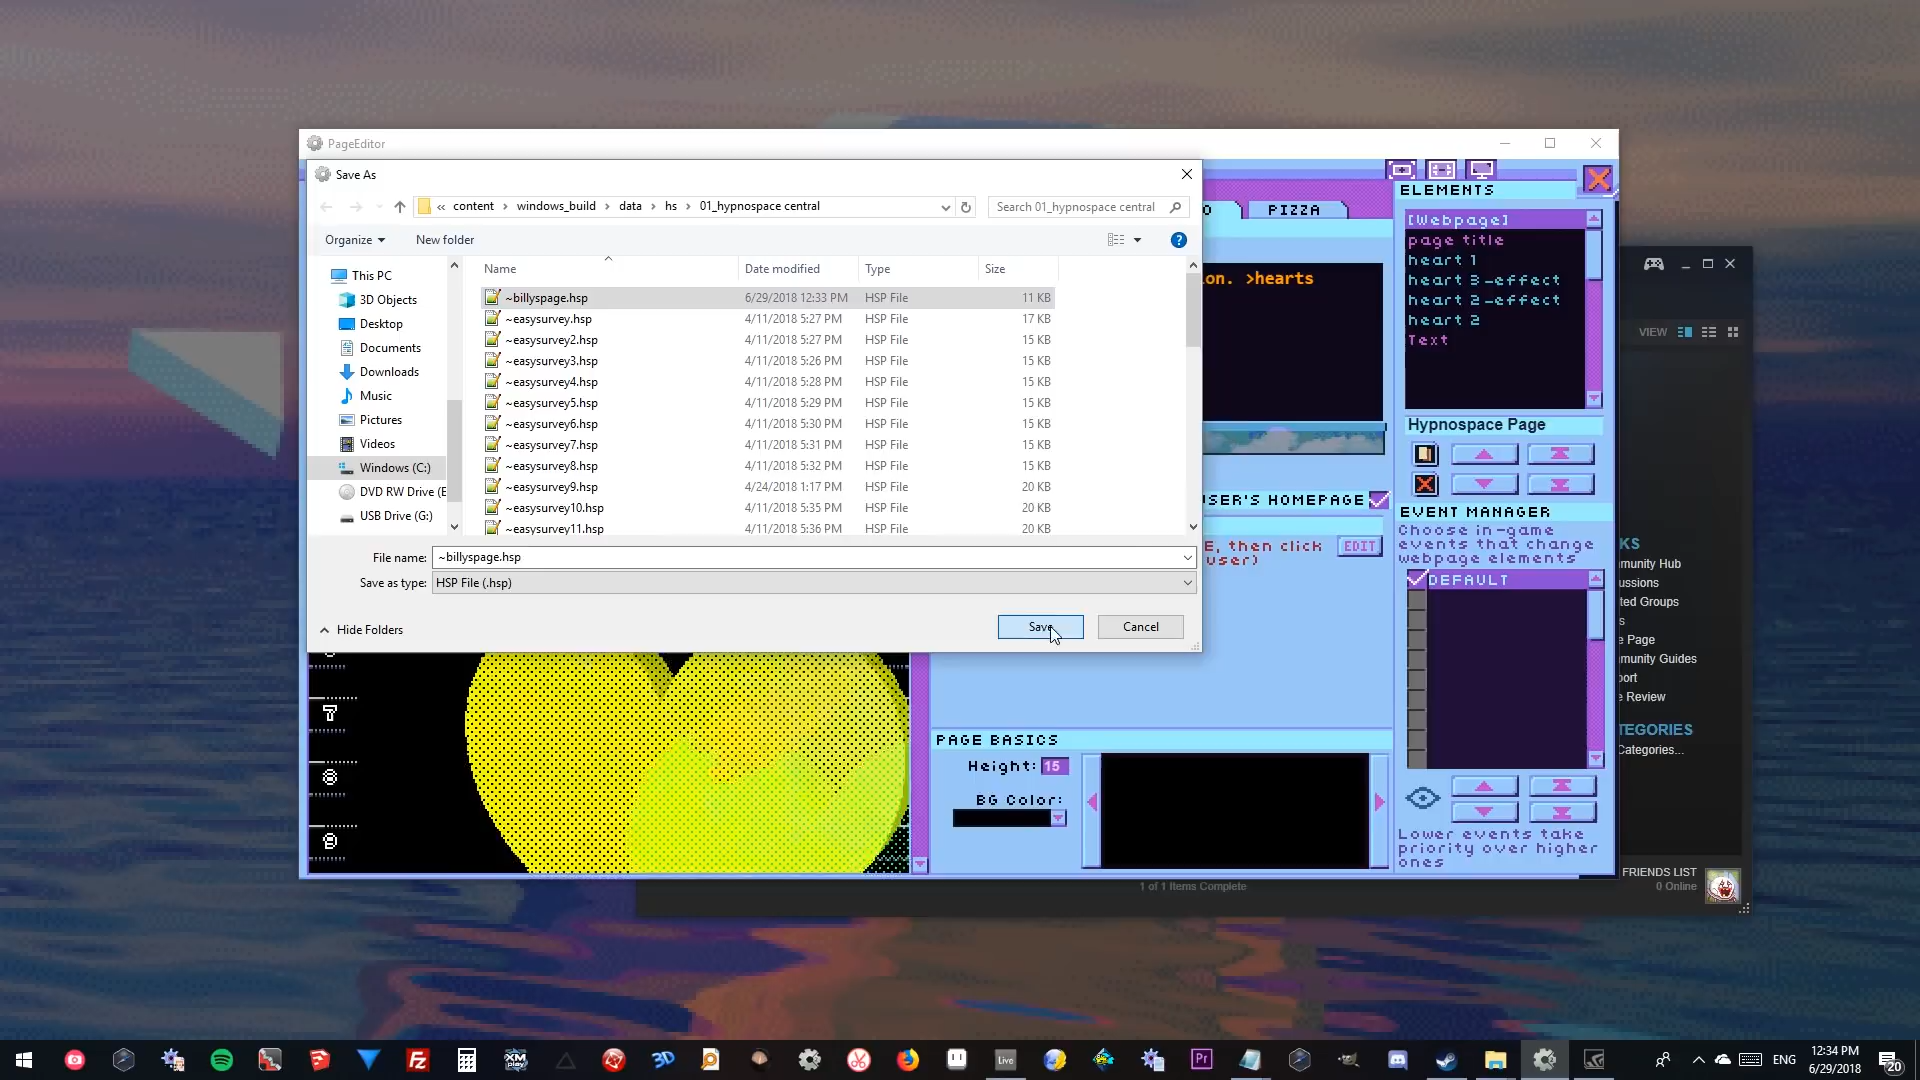 PageEditor
Save As
« content › windows_build › data › hs › 01_hypnospace central
Search 01_hypnospace central
Organize
New folder
Name Date modified Type Size
This PC
3D Objects
Desktop
Documents
Downloads
Music
Pictures
Videos
Windows (C:)
DVD RW Drive (E
USB Drive (G:)
~billyspage.hsp 6/29/2018 12:33 PM HSP File 11 KB
~easysurvey.hsp 4/11/2018 5:27 PM HSP File 17 KB
~easysurvey2.hsp 4/11/2018 5:27 PM HSP File 15 KB
~easysurvey3.hsp 4/11/2018 5:26 PM HSP File 15 KB
~easysurvey4.hsp 4/11/2018 5:28 PM HSP File 15 KB
~easysurvey5.hsp 4/11/2018 5:29 PM HSP File 15 KB
~easysurvey6.hsp 4/11/2018 5:30 PM HSP File 15 KB
~easysurvey7.hsp 4/11/2018 5:31 PM HSP File 15 KB
~easysurvey8.hsp 4/11/2018 5:32 PM HSP File 15 KB
~easysurvey9.hsp 4/24/2018 1:17 PM HSP File 20 KB
~easysurvey10.hsp 4/11/2018 5:35 PM HSP File 20 KB
~easysurvey11.hsp 4/11/2018 5:36 PM HSP File 20 KB
File name: ~billyspage.hsp
Save as type: HSP File (.hsp)
Hide Folders
Save
Cancel
O
PIZZA
on. >hearts
USER'S HOMEPAGE
E, then click
user)
EDIT
7
8
9
PAGE BASICS
Height: 15
BG Color:
ELEMENTS
[Webpage]
page title
heart 1
heart 3-effect
heart 2-effect
heart 2
Text
Hypnospace Page
EVENT MANAGER
Choose in-game
events that change
webpage elements
DEFAULT
Lower events take
priority over higher
ones
VIEW
KS
munity Hub
ussions
ted Groups
s
e Page
munity Guides
port
e Review
TEGORIES
Categories...
FRIENDS LIST
0 Online
1 of 1 Items Complete
Fz
XM
play
3D
Live
Pr
ENG
12:34 PM
6/29/2018
20